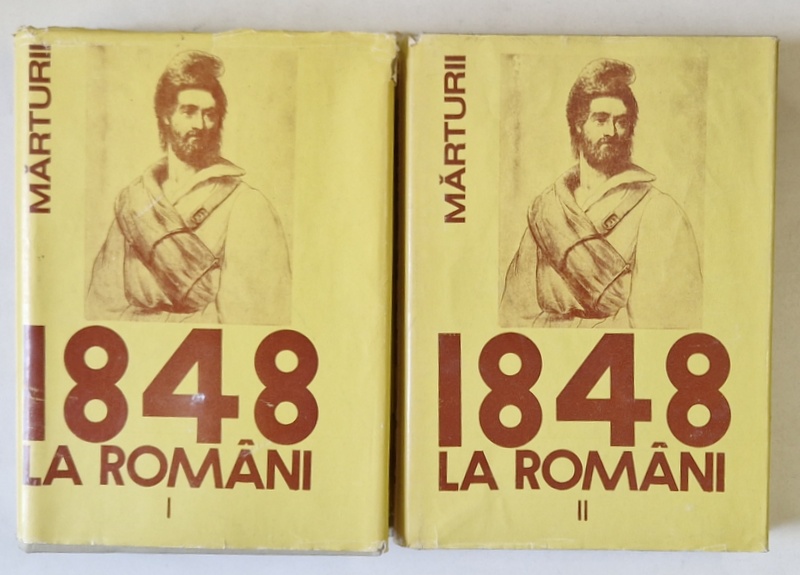 MĂRTURII
1848
LA ROMÂNI
I
MĂRTURII
1848
LA ROMÂNI
II